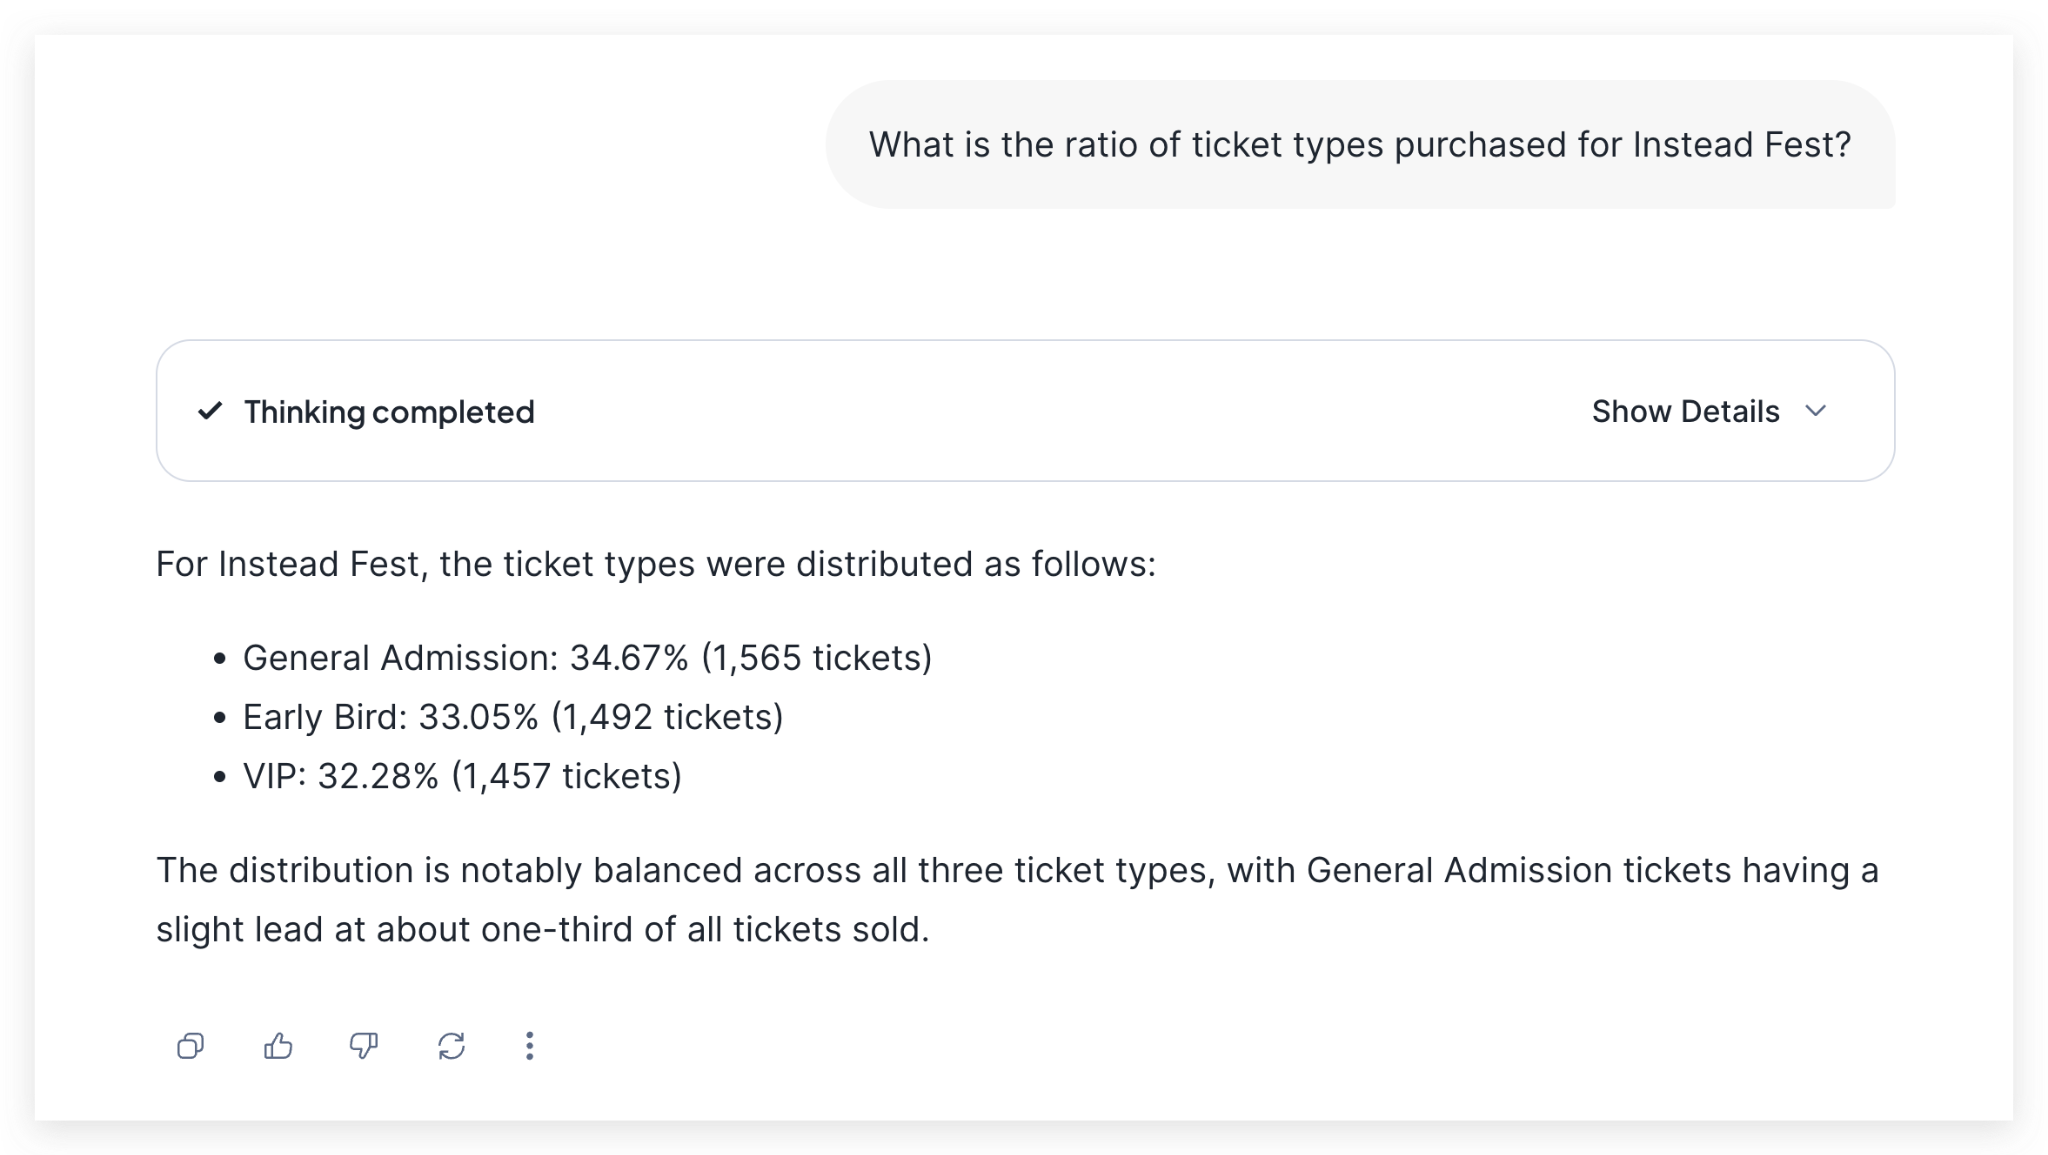 What is the ratio of ticket types purchased for Instead Fest?
Thinking completed
Show Details
For Instead Fest, the ticket types were distributed as follows:
• General Admission: 34.67% (1,565 tickets)
• Early Bird: 33.05% (1,492 tickets)
• VIP: 32.28% (1,457 tickets)
The distribution is notably balanced across all three ticket types, with General Admission tickets having a
slight lead at about one-third of all tickets sold.